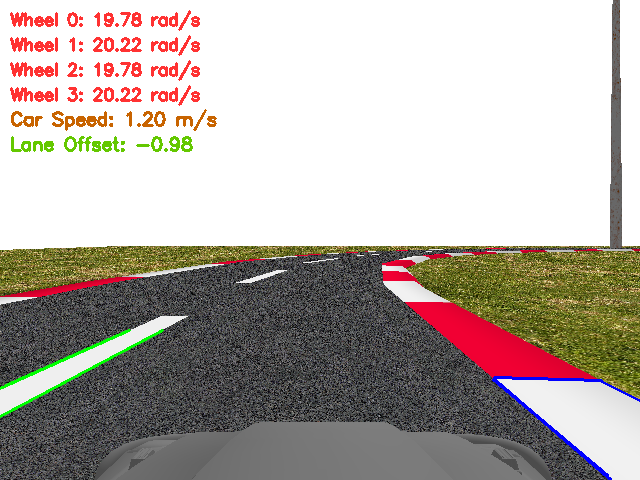 Wheel 0: 19.78 rad/s
Wheel 1: 20.22 rad/s
Wheel 2: 19.78 rad/s
Wheel 3: 20.22 rad/s
Car Speed: 1.20 m/s
Lane Offset: -0.98